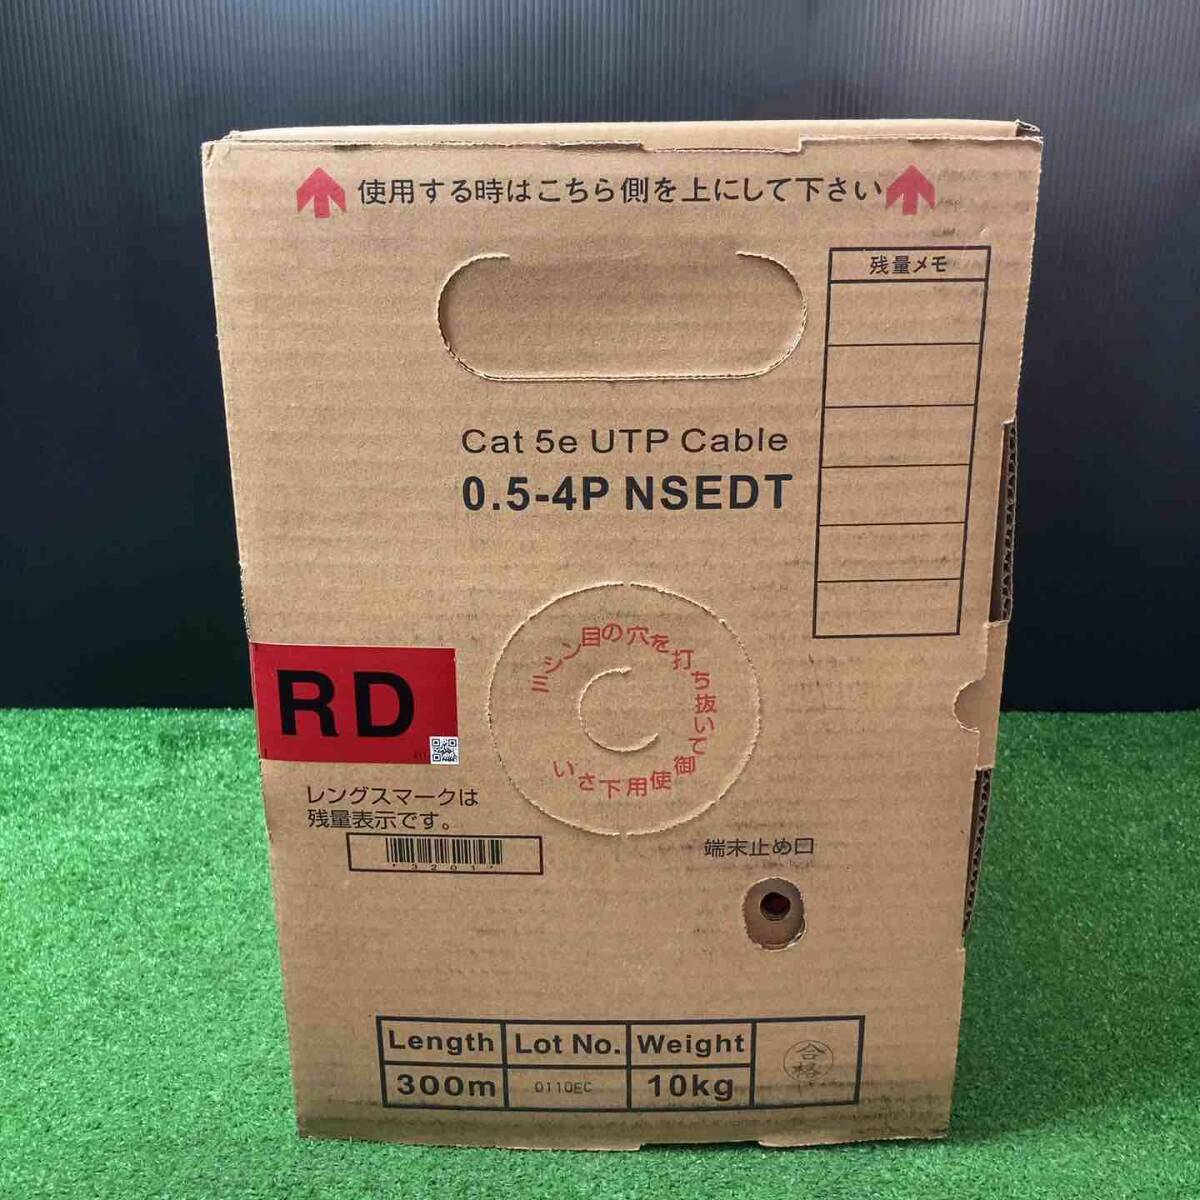 使用する時はこちら側を上にして下さい
残量メモ
Cat 5e UTP Cable
0.5-4P NSEDT
ミシン目の穴を打ち抜いて御使用下さい
RD
レングスマークは
残量表示です。
*3201*
端末止め口
Length Lot No. Weight
300m 0110EC 10kg
合格